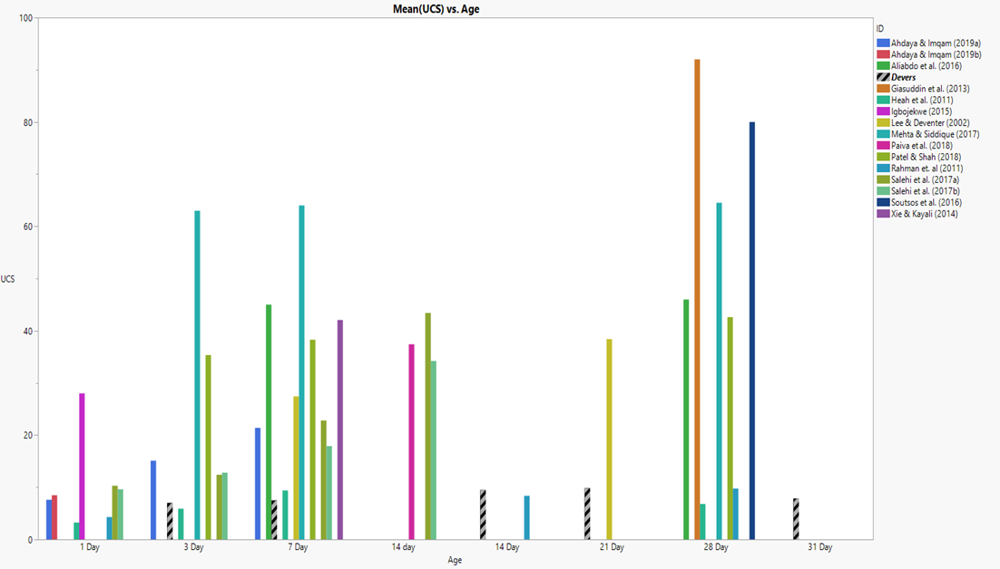 Mean(UCS) vs. Age
100
80
60
40
20
0
UCS
1 Day
3 Day
7 Day
14 day
14 Day
21 Day
28 Day
31 Day
Age
ID
Ahdaya & Imqam (2019a)
Ahdaya & Imqam (2019b)
Aliabdo et al. (2016)
Devers
Giasuddin et al. (2013)
Heah et al. (2011)
Igbojekwe (2015)
Lee & Deventer (2002)
Mehta & Siddique (2017)
Paiva et al. (2018)
Patel & Shah (2018)
Rahman et. al (2011)
Salehi et al. (2017a)
Salehi et al. (2017b)
Soutsos et al. (2016)
Xie & Kayali (2014)